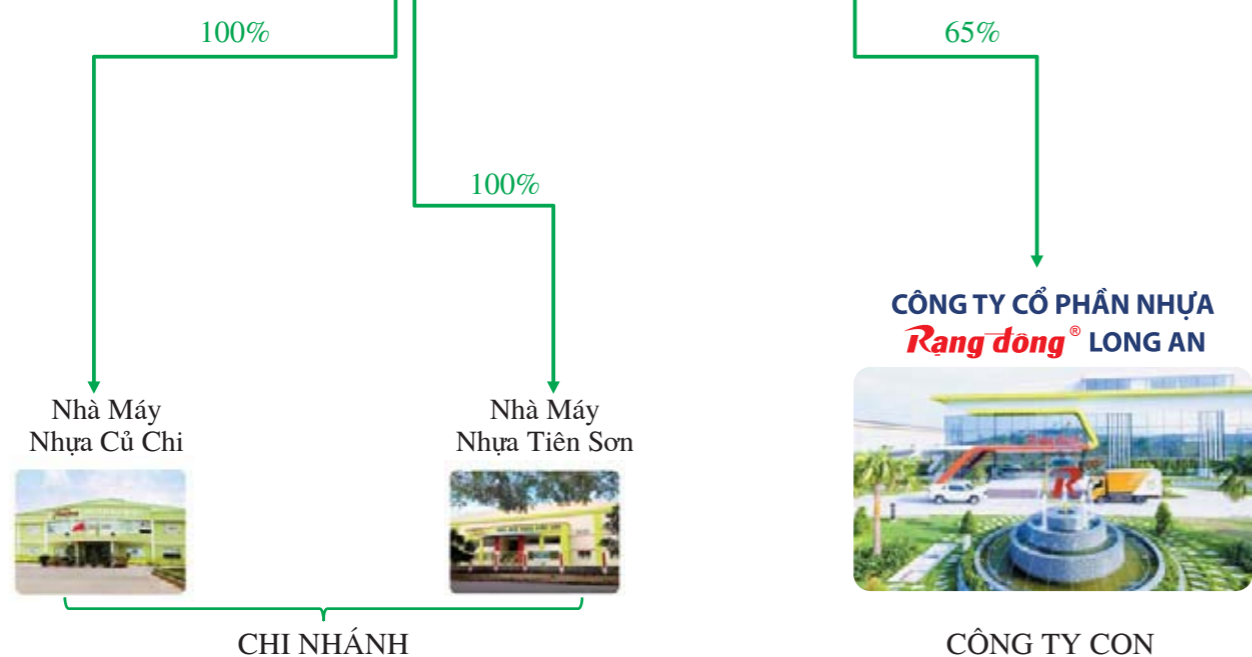 100%
65%
100%
CÔNG TY CỔ PHẦN NHỰA
Rạng đông® LONG AN
Nhà Máy
Nhựa Củ Chi
Nhà Máy
Nhựa Tiên Sơn
R
CHI NHÁNH
CÔNG TY CON